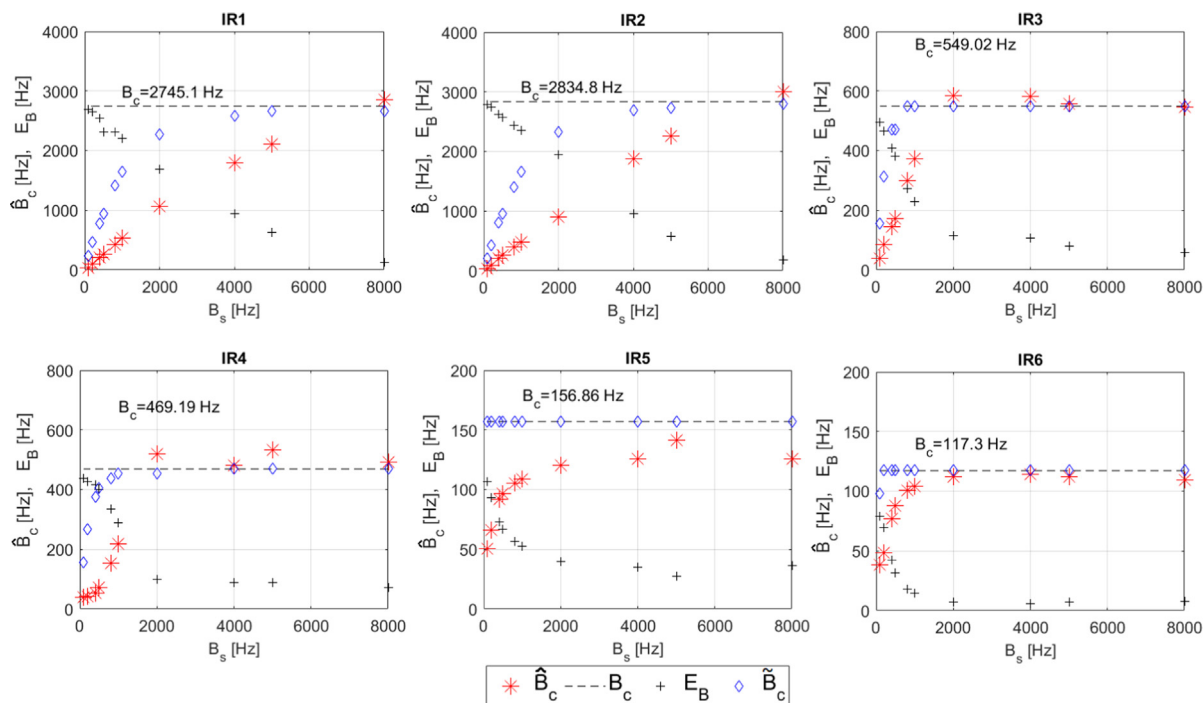 IR1
4000
3000
2000
1000
0
B̂c [Hz], EB [Hz]
Bc=2745.1 Hz
0 2000 4000 6000 8000
Bs [Hz]
IR2
4000
3000
2000
1000
0
B̂c [Hz], EB [Hz]
Bc=2834.8 Hz
0 2000 4000 6000 8000
Bs [Hz]
IR3
800
600
400
200
0
B̂c [Hz], EB [Hz]
Bc=549.02 Hz
0 2000 4000 6000 8000
Bs [Hz]
IR4
800
600
400
200
0
B̂c [Hz], EB [Hz]
Bc=469.19 Hz
0 2000 4000 6000 8000
Bs [Hz]
IR5
200
150
100
50
0
B̂c [Hz], EB [Hz]
Bc=156.86 Hz
0 2000 4000 6000 8000
Bs [Hz]
IR6
200
150
100
50
0
B̂c [Hz], EB [Hz]
Bc=117.3 Hz
0 2000 4000 6000 8000
Bs [Hz]
B̂c Bc EB B̃c